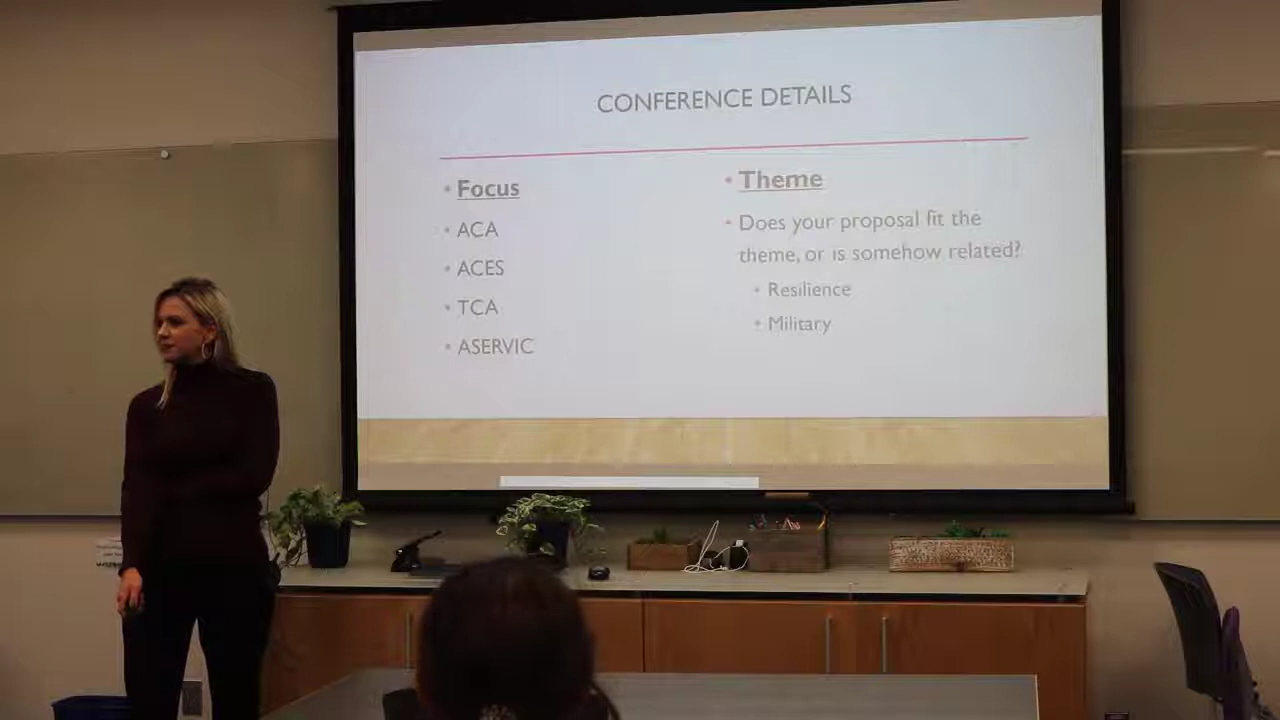 CONFERENCE DETAILS
• Focus
• ACA
• ACES
• TCA
• ASERVIC
• Theme
• Does your proposal fit the
theme, or is somehow related?
• Resilience
• Military